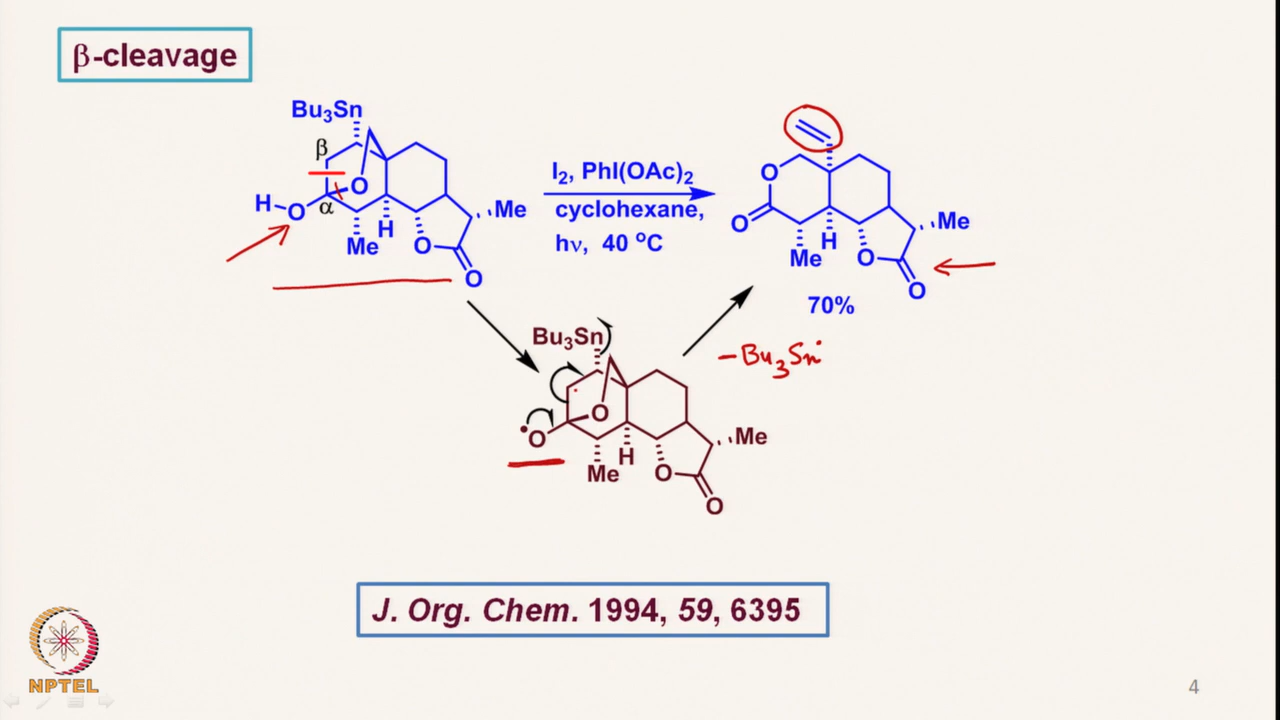 β-cleavage
Bu₃Sn
β
O
H-O
α
H
Me
Me
O
O
I₂, PhI(OAc)₂
cyclohexane,
hν, 40 °C
O
O
H
Me
Me
O
O
70%
Bu₃Sn
•O
O
H
Me
Me
O
O
-Bu₃Sn•
J. Org. Chem. 1994, 59, 6395
NPTEL
4